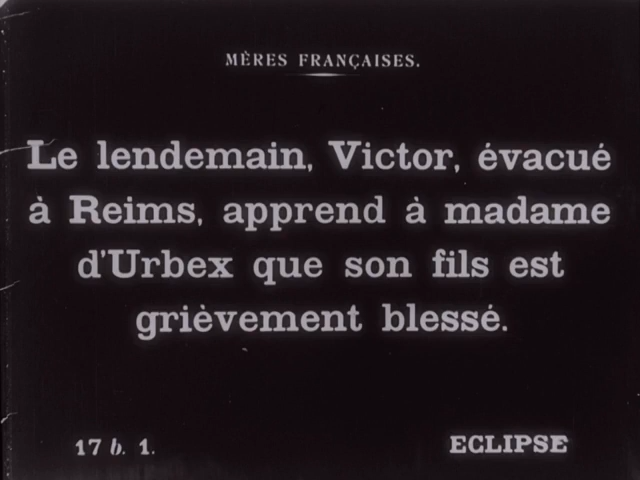 MÈRES FRANÇAISES.
Le lendemain, Victor, évacué
à Reims, apprend à madame
d'Urbex que son fils est
grièvement blessé.
17 b. 1.
ECLIPSE